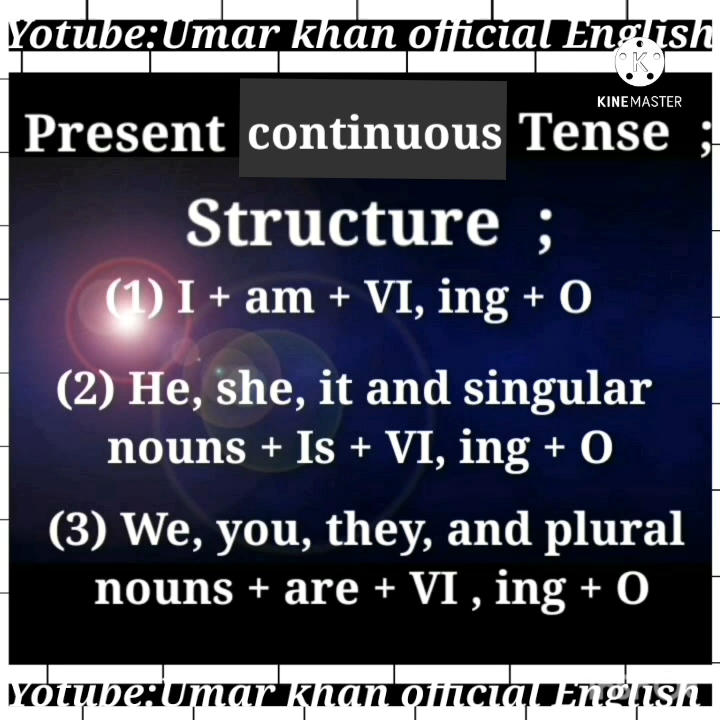 Yotube:Umar khan official English
KINEMASTER
Present continuous Tense ;
Structure ;
(1) I + am + VI, ing + O
(2) He, she, it and singular
nouns + Is + VI, ing + O
(3) We, you, they, and plural
nouns + are + VI , ing + O
Yotube:Umar khan official English